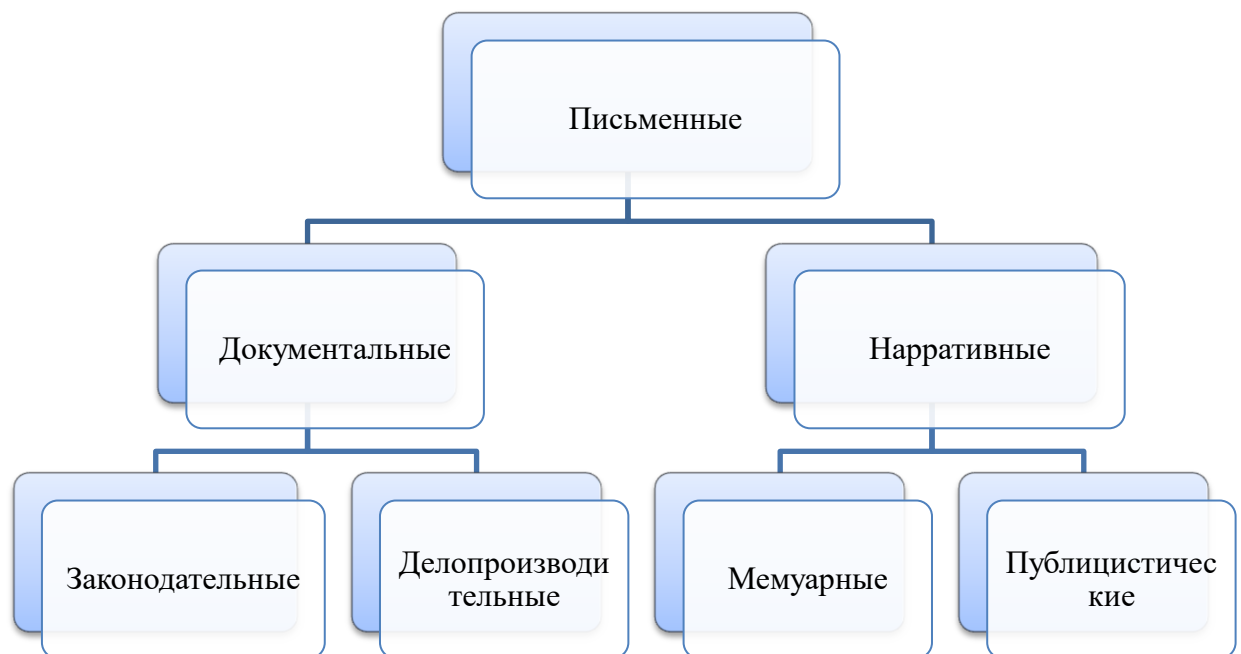 Письменные
Документальные
Нарративные
Законодательные
Делопроизводи
тельные
Мемуарные
Публицистичес
кие